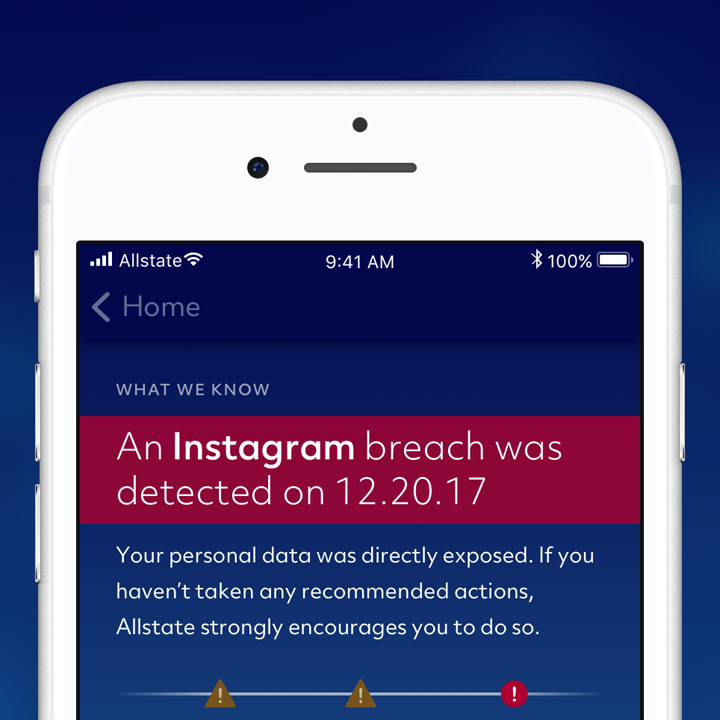 Allstate 9:41 AM 100%
Home
WHAT WE KNOW
An Instagram breach was
detected on 12.20.17
Your personal data was directly exposed. If you
haven’t taken any recommended actions,
Allstate strongly encourages you to do so.